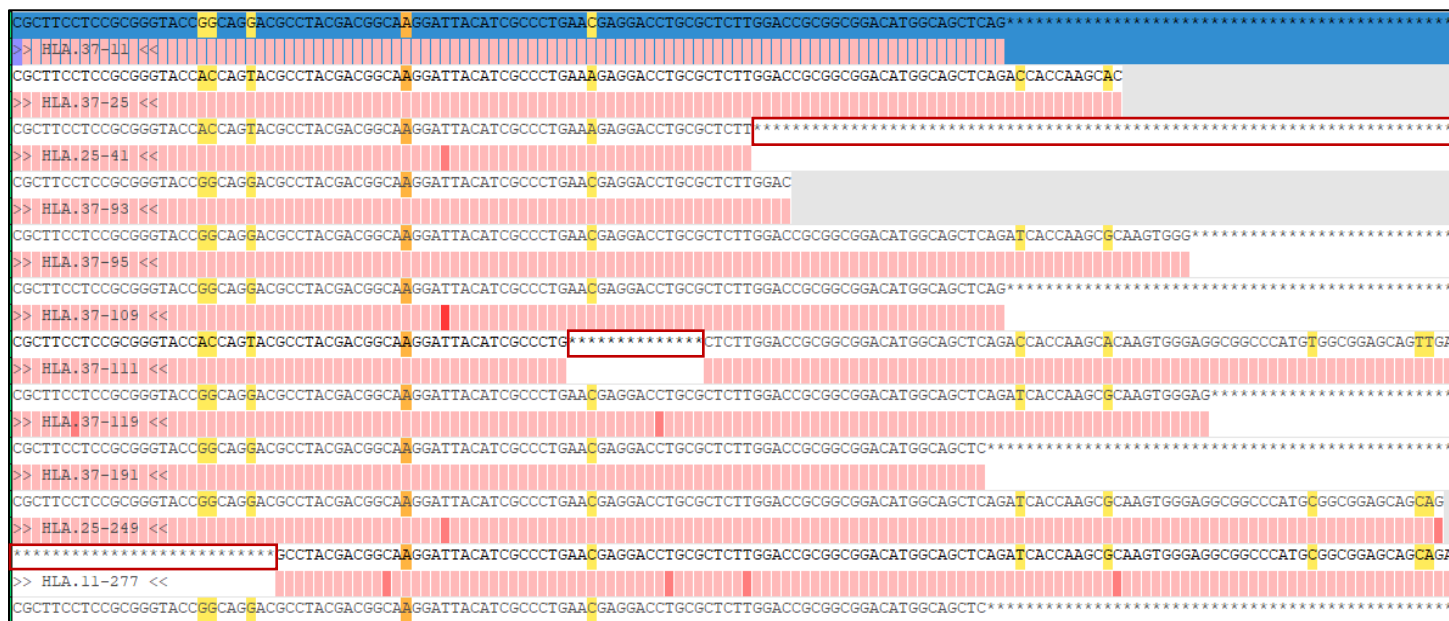 CGCTTCCTCCGCGGGTACCGGCAGGACGCCTACGACGGCAAGGATTACATCGCCCTGAACGAGGACCTGCGCTCTTGGACCGCGGCGGACATGGCAGCTCAG**********************************************
>> HLA.37-11 <<
CGCTTCCTCCGCGGGTACCACCAGTACGCCTACGACGGCAAGGATTACATCGCCCTGAAAGAGGACCTGCGCTCTTGGACCGCGGCGGACATGGCAGCTCAGACCACCAAGCAC
>> HLA.37-25 <<
CGCTTCCTCCGCGGGTACCACCAGTACGCCTACGACGGCAAGGATTACATCGCCCTGAAAGAGGACCTGCGCTCTT************************************************************************
>> HLA.25-41 <<
CGCTTCCTCCGCGGGTACCGGCAGGACGCCTACGACGGCAAGGATTACATCGCCCTGAACGAGGACCTGCGCTCTTGGAC
>> HLA.37-93 <<
CGCTTCCTCCGCGGGTACCGGCAGGACGCCTACGACGGCAAGGATTACATCGCCCTGAACGAGGACCTGCGCTCTTGGACCGCGGCGGACATGGCAGCTCAGATCACCAAGCGCAAGTGGG***************************
>> HLA.37-95 <<
CGCTTCCTCCGCGGGTACCGGCAGGACGCCTACGACGGCAAGGATTACATCGCCCTGAACGAGGACCTGCGCTCTTGGACCGCGGCGGACATGGCAGCTCAG**********************************************
>> HLA.37-109 <<
CGCTTCCTCCGCGGGTACCACCAGTACGCCTACGACGGCAAGGATTACATCGCCCTG**************CTCTTGGACCGCGGCGGACATGGCAGCTCAGACCACCAAGCACAAGTGGGAGGCGGCCCATGTGGCGGAGCAGTTGA
>> HLA.37-111 <<
CGCTTCCTCCGCGGGTACCGGCAGGACGCCTACGACGGCAAGGATTACATCGCCCTGAACGAGGACCTGCGCTCTTGGACCGCGGCGGACATGGCAGCTCAGATCACCAAGCGCAAGTGGGAG*************************
>> HLA.37-119 <<
CGCTTCCTCCGCGGGTACCGGCAGGACGCCTACGACGGCAAGGATTACATCGCCCTGAACGAGGACCTGCGCTCTTGGACCGCGGCGGACATGGCAGCTC************************************************
>> HLA.37-191 <<
CGCTTCCTCCGCGGGTACCGGCAGGACGCCTACGACGGCAAGGATTACATCGCCCTGAACGAGGACCTGCGCTCTTGGACCGCGGCGGACATGGCAGCTCAGATCACCAAGCGCAAGTGGGAGGCGGCCCATGCGGCGGAGCAGCAG
>> HLA.25-249 <<
***************************GCCTACGACGGCAAGGATTACATCGCCCTGAACGAGGACCTGCGCTCTTGGACCGCGGCGGACATGGCAGCTCAGATCACCAAGCGCAAGTGGGAGGCGGCCCATGCGGCGGAGCAGCAGA
>> HLA.11-277 <<
CGCTTCCTCCGCGGGTACCGGCAGGACGCCTACGACGGCAAGGATTACATCGCCCTGAACGAGGACCTGCGCTCTTGGACCGCGGCGGACATGGCAGCTC************************************************